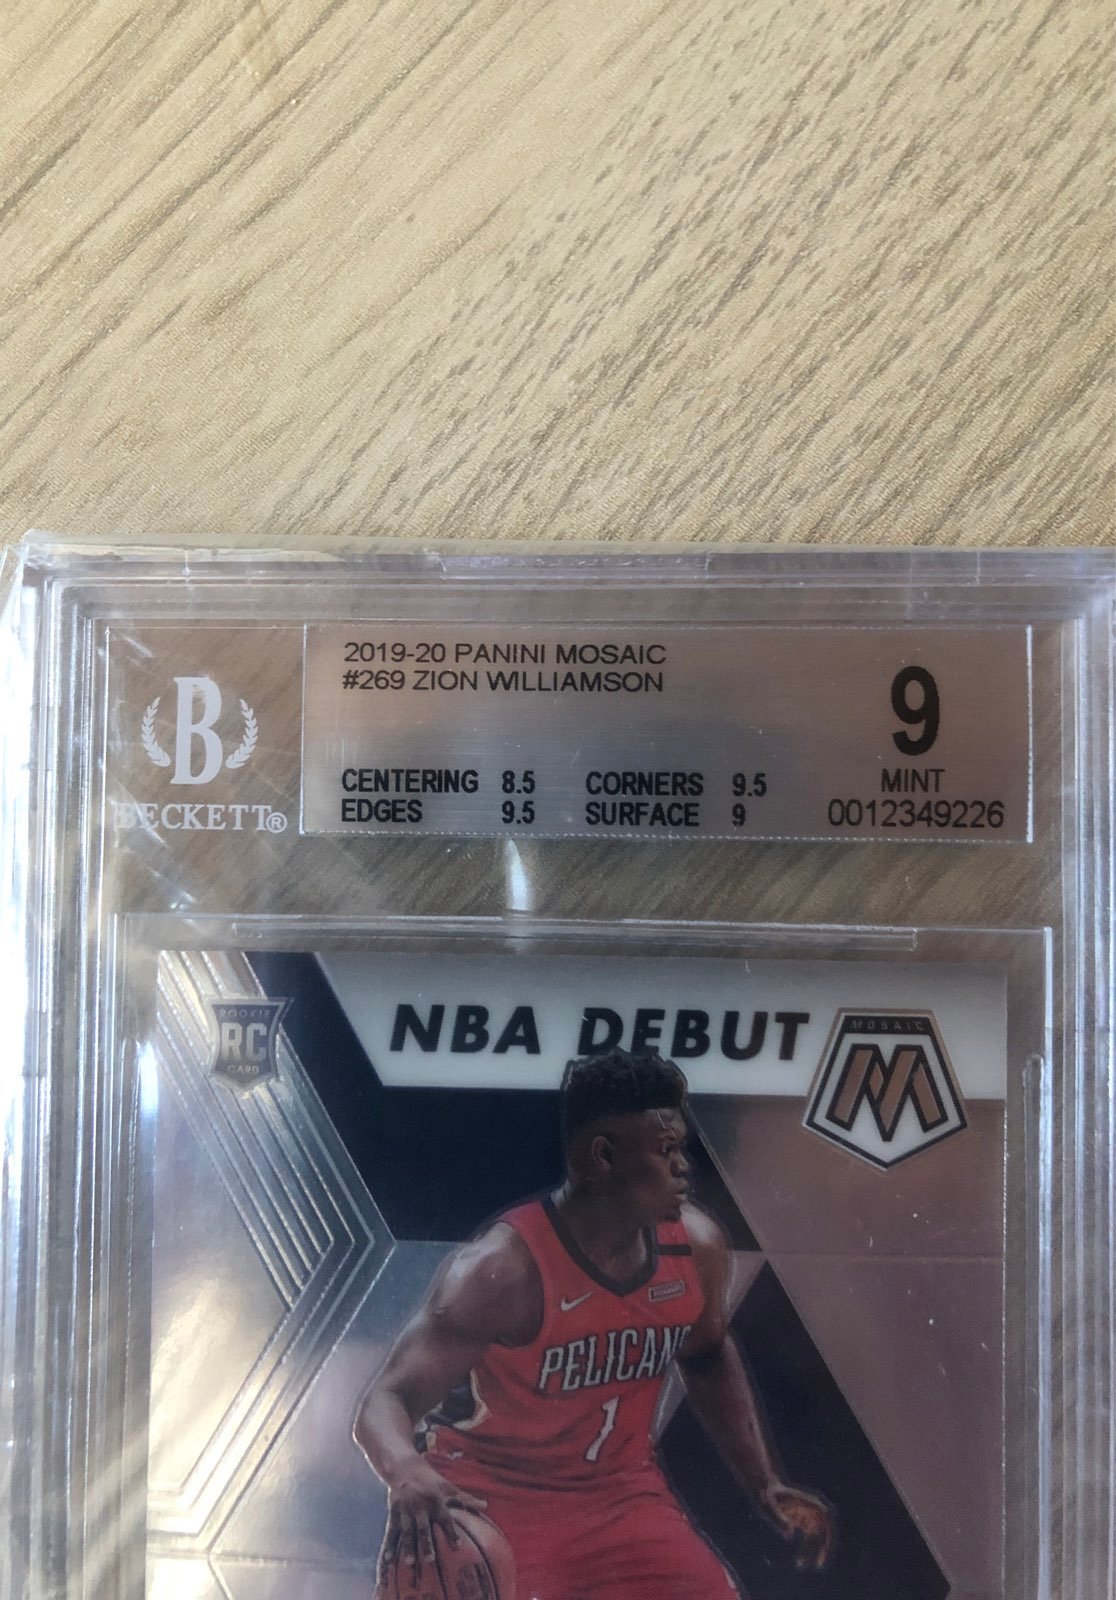 2019-20 PANINI MOSAIC
#269 ZION WILLIAMSON
9
MINT
0012349226
CENTERING 8.5 CORNERS 9.5
EDGES 9.5 SURFACE 9
B
BECKETT®
ROOKIE
RC
CARD
NBA DEBUT
MOSAIC
M
PELICANS
1